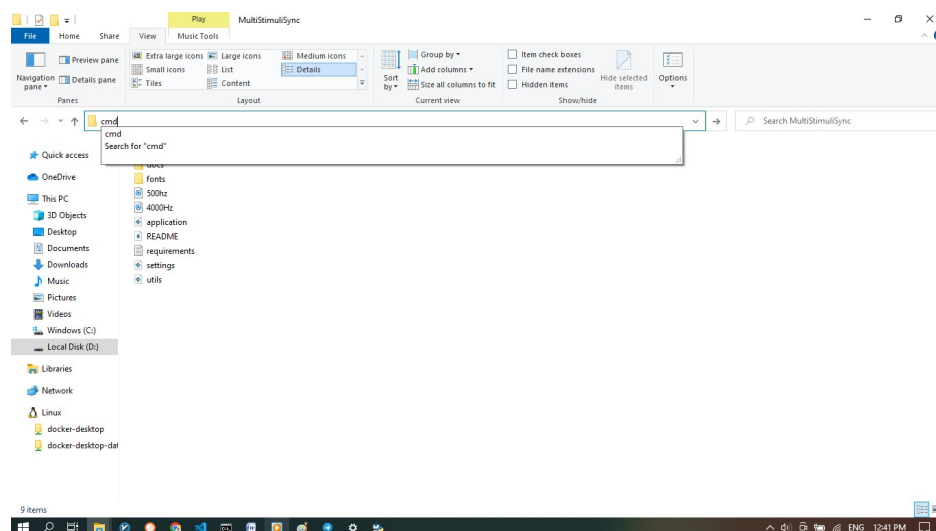 Play
MultiStimuliSync
File
Home
Share
View
Music Tools
Navigation pane
Preview pane
Details pane
Panes
Extra large icons
Large icons
Medium icons
Small icons
List
Details
Tiles
Content
Layout
Sort by
Group by
Add columns
Size all columns to fit
Current view
Item check boxes
File name extensions
Hidden items
Hide selected items
Show/hide
Options
cmd
Search MultiStimuliSync
cmd
Search for "cmd"
Quick access
OneDrive
This PC
3D Objects
Desktop
Documents
Downloads
Music
Pictures
Videos
Windows (C:)
Local Disk (D:)
Libraries
Network
Linux
docker-desktop
docker-desktop-dat
docs
fonts
500hz
4000Hz
application
README
requirements
settings
utils
9 items
ENG
12:41 PM